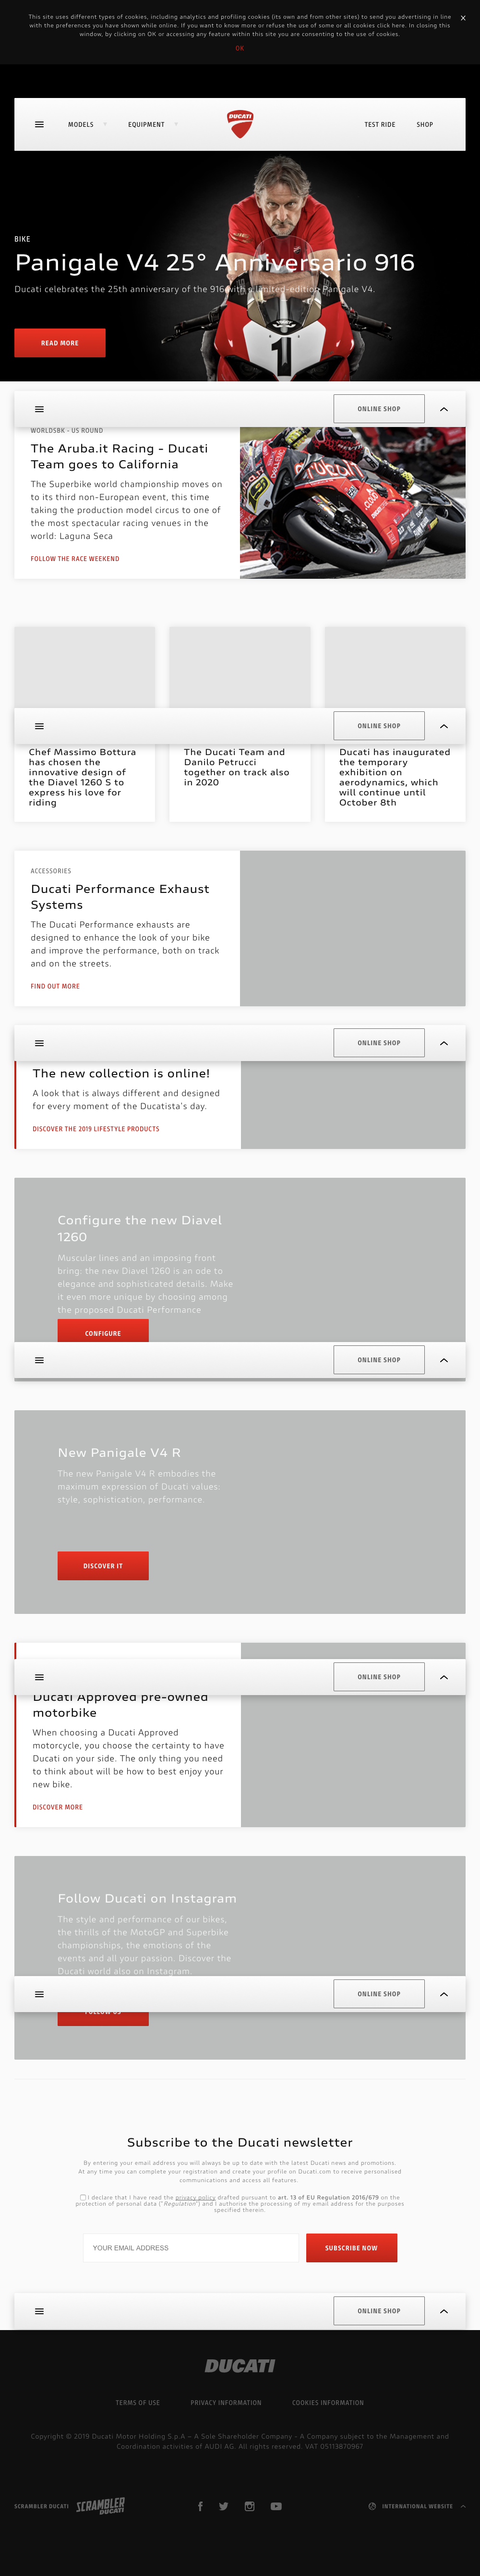 This site uses different types of cookies, including analytics and profiling cookies (its own and from other sites) to send you advertising in line
with the preferences you have shown online. If you want to know more or refuse the use of some or all cookies click here. In closing this
window, by clicking on OK or accessing any feature within this site you are consenting to the use of cookies.
OK
MODELS
EQUIPMENT
DUCATI
TEST RIDE
SHOP
BIKE
Panigale V4 25° Anniversario 916
Ducati celebrates the 25th anniversary of the 916 with a limited-edition Panigale V4.
READ MORE
ONLINE SHOP
WORLDSBK - US ROUND
The Aruba.it Racing - Ducati
Team goes to California
The Superbike world championship moves on
to its third non-European event, this time
taking the production model circus to one of
the most spectacular racing venues in the
world: Laguna Seca
FOLLOW THE RACE WEEKEND
ONLINE SHOP
Chef Massimo Bottura
has chosen the
innovative design of
the Diavel 1260 S to
express his love for
riding
The Ducati Team and
Danilo Petrucci
together on track also
in 2020
Ducati has inaugurated
the temporary
exhibition on
aerodynamics, which
will continue until
October 8th
ACCESSORIES
Ducati Performance Exhaust
Systems
The Ducati Performance exhausts are
designed to enhance the look of your bike
and improve the performance, both on track
and on the streets.
FIND OUT MORE
ONLINE SHOP
The new collection is online!
A look that is always different and designed
for every moment of the Ducatista's day.
DISCOVER THE 2019 LIFESTYLE PRODUCTS
Configure the new Diavel
1260
Muscular lines and an imposing front
bring: the new Diavel 1260 is an ode to
elegance and sophisticated details. Make
it even more unique by choosing among
the proposed Ducati Performance
CONFIGURE
ONLINE SHOP
New Panigale V4 R
The new Panigale V4 R embodies the
maximum expression of Ducati values:
style, sophistication, performance.
DISCOVER IT
ONLINE SHOP
Ducati Approved pre-owned
motorbike
When choosing a Ducati Approved
motorcycle, you choose the certainty to have
Ducati on your side. The only thing you need
to think about will be how to best enjoy your
new bike.
DISCOVER MORE
Follow Ducati on Instagram
The style and performance of our bikes,
the thrills of the MotoGP and Superbike
championships, the emotions of the
events and all your passion. Discover the
Ducati world also on Instagram.
ONLINE SHOP
FOLLOW US
Subscribe to the Ducati newsletter
By entering your email address you will always be up to date with the latest Ducati news and promotions.
At any time you can complete your registration and create your profile on Ducati.com to receive personalised
communications and access all features.
I declare that I have read the privacy policy drafted pursuant to art. 13 of EU Regulation 2016/679 on the
protection of personal data ("Regulation") and I authorise the processing of my email address for the purposes
specified therein.
YOUR EMAIL ADDRESS
SUBSCRIBE NOW
ONLINE SHOP
DUCATI
TERMS OF USE
PRIVACY INFORMATION
COOKIES INFORMATION
Copyright © 2019 Ducati Motor Holding S.p.A – A Sole Shareholder Company - A Company subject to the Management and
Coordination activities of AUDI AG. All rights reserved. VAT 05113870967
SCRAMBLER DUCATI
SCRAMBLER
DUCATI
INTERNATIONAL WEBSITE